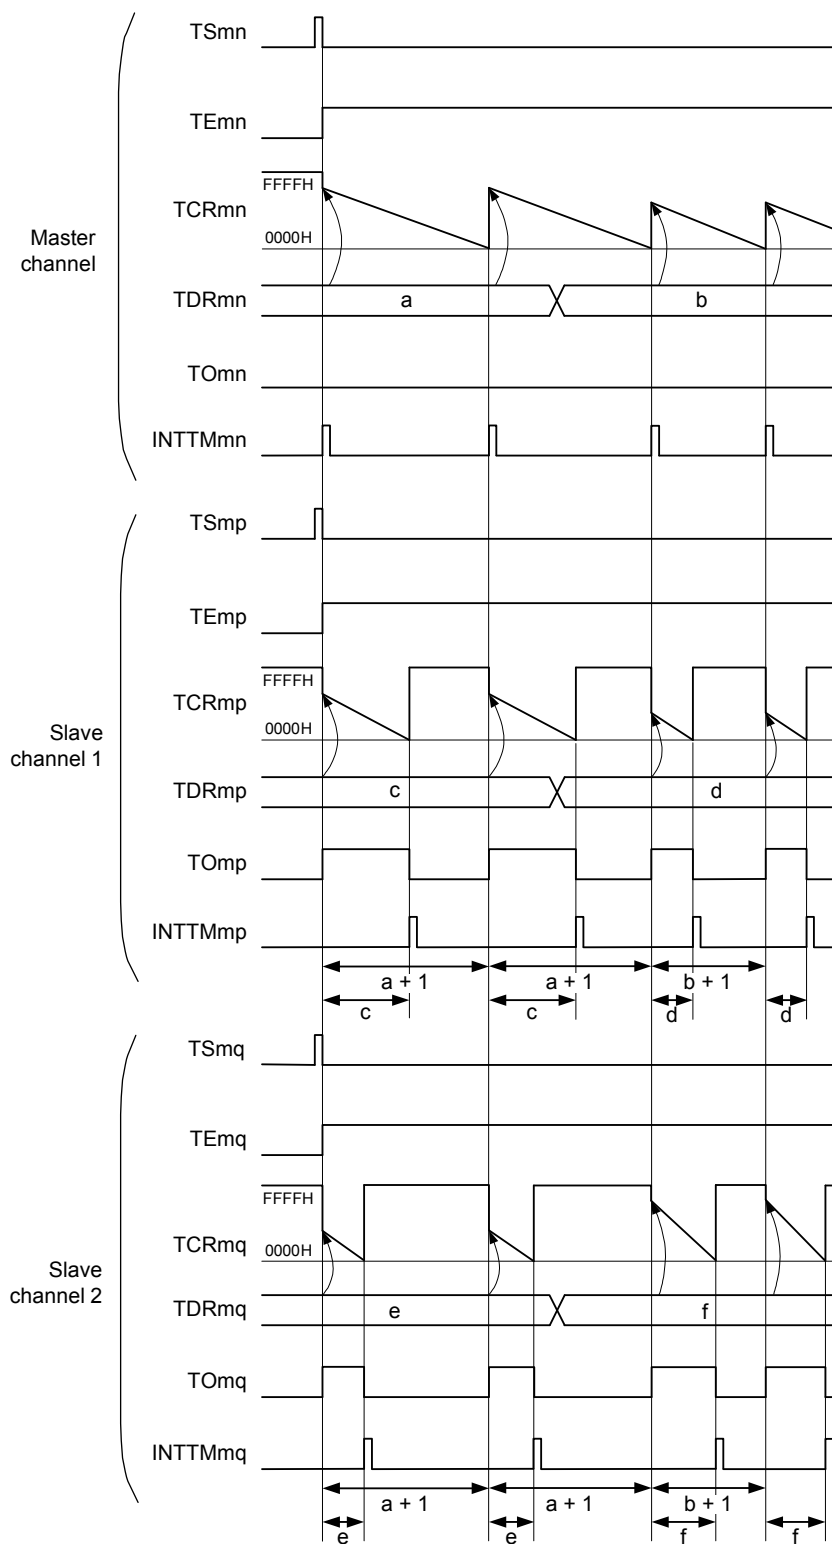 TSmn
TEmn
FFFFH
TCRmn
0000H
Master
channel
TDRmn
a
b
TOmn
INTTMmn
TSmp
TEmp
FFFFH
TCRmp
0000H
Slave
channel 1
TDRmp
c
d
TOmp
INTTMmp
a + 1
a + 1
b + 1
c
c
d
d
TSmq
TEmq
FFFFH
TCRmq
0000H
Slave
channel 2
TDRmq
e
f
TOmq
INTTMmq
a + 1
a + 1
b + 1
e
e
f
f